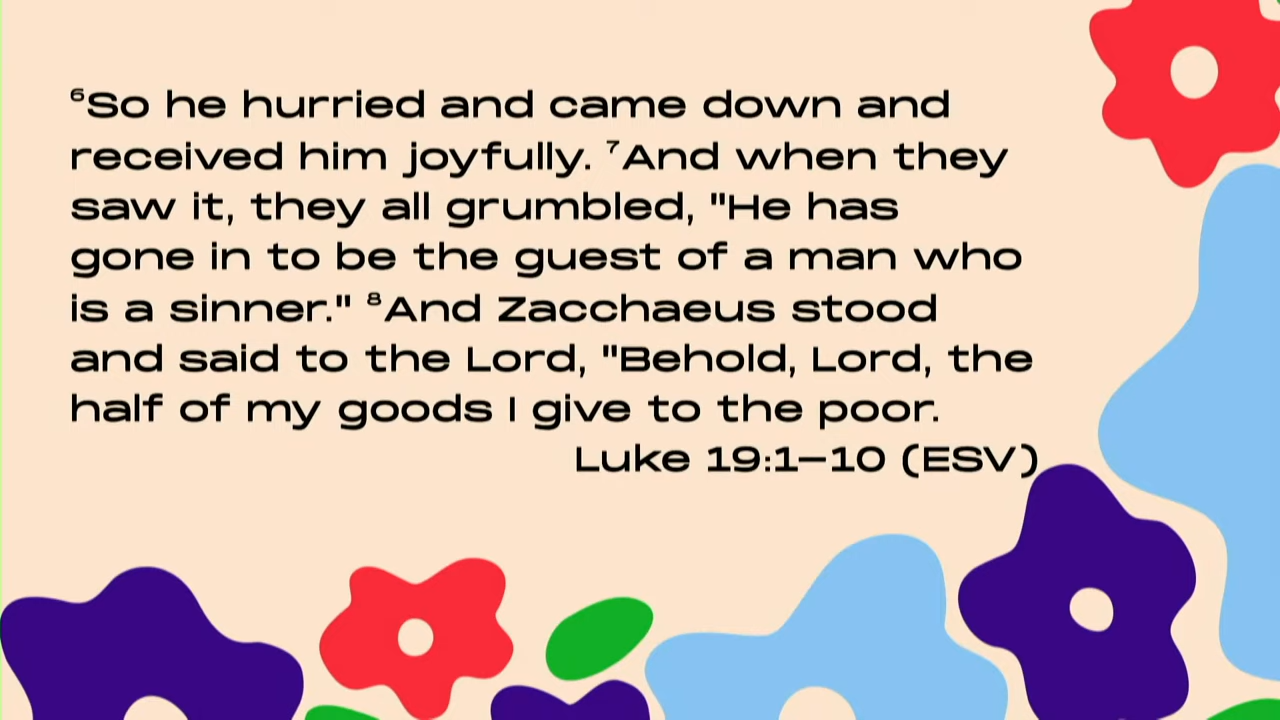 ⁶So he hurried and came down and
received him joyfully. ⁷And when they
saw it, they all grumbled, "He has
gone in to be the guest of a man who
is a sinner." ⁸And Zacchaeus stood
and said to the Lord, "Behold, Lord, the
half of my goods I give to the poor.
Luke 19:1–10 (ESV)